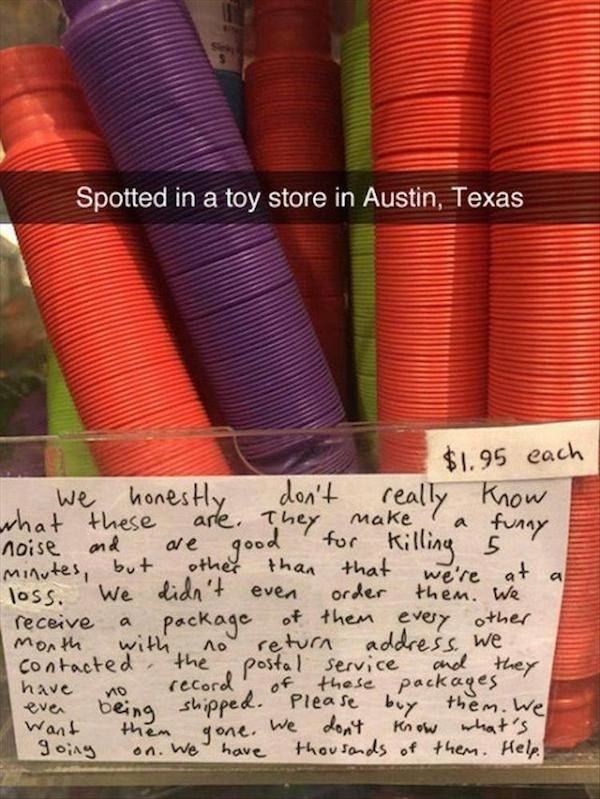 Slinky
Spotted in a toy store in Austin, Texas
$1.95 each
We honestly don't really know
what these are. They make a funny
noise and are good for killing 5
minutes, but other than that we're at a
loss. We didn't even order them. We
receive a package of them every other
month with no return address. We
contacted the postal service and they
have no record of these packages
ever being shipped. Please buy them. We
want them gone. We don't know what's
going on. We have thousands of them. Help.